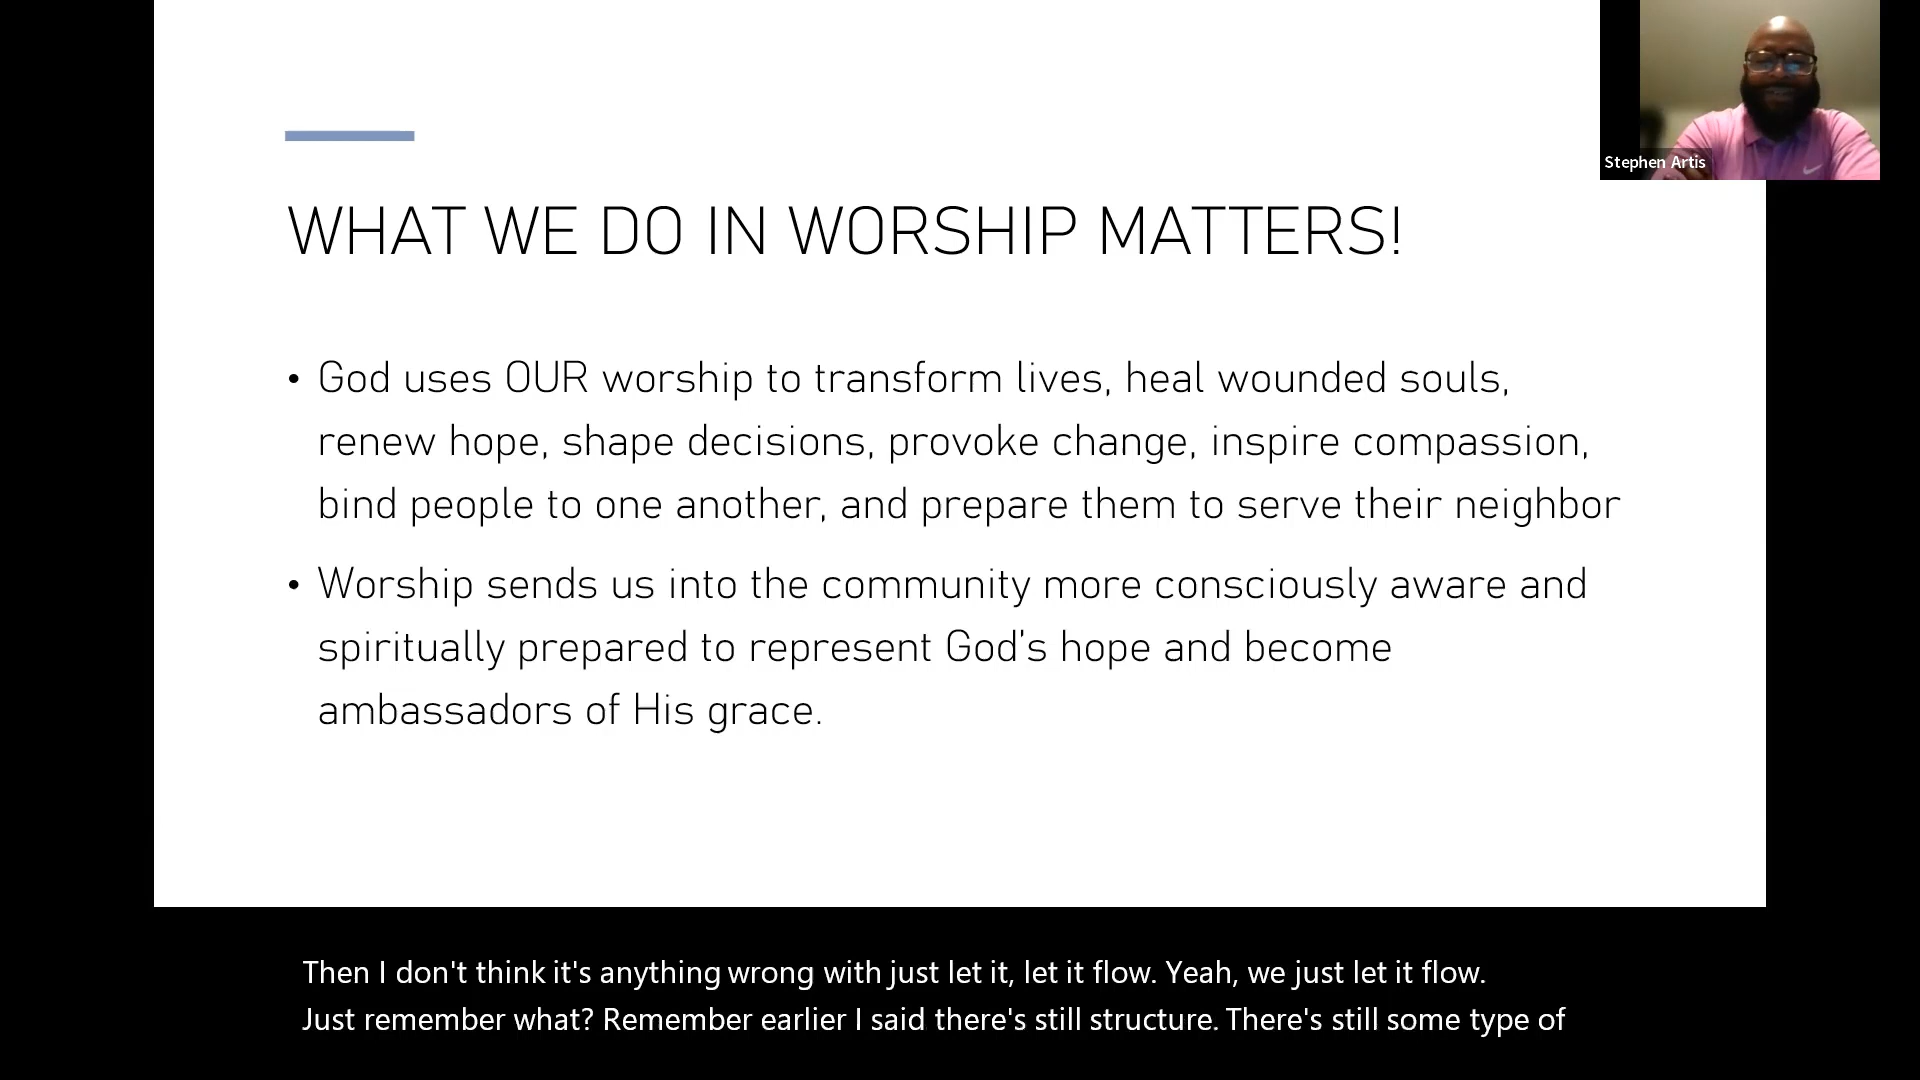 Stephen Artis
WHAT WE DO IN WORSHIP MATTERS!
• God uses OUR worship to transform lives, heal wounded souls,
renew hope, shape decisions, provoke change, inspire compassion,
bind people to one another, and prepare them to serve their neighbor
• Worship sends us into the community more consciously aware and
spiritually prepared to represent God's hope and become
ambassadors of His grace.
Then I don't think it's anything wrong with just let it, let it flow. Yeah, we just let it flow.
Just remember what? Remember earlier I said there's still structure. There's still some type of